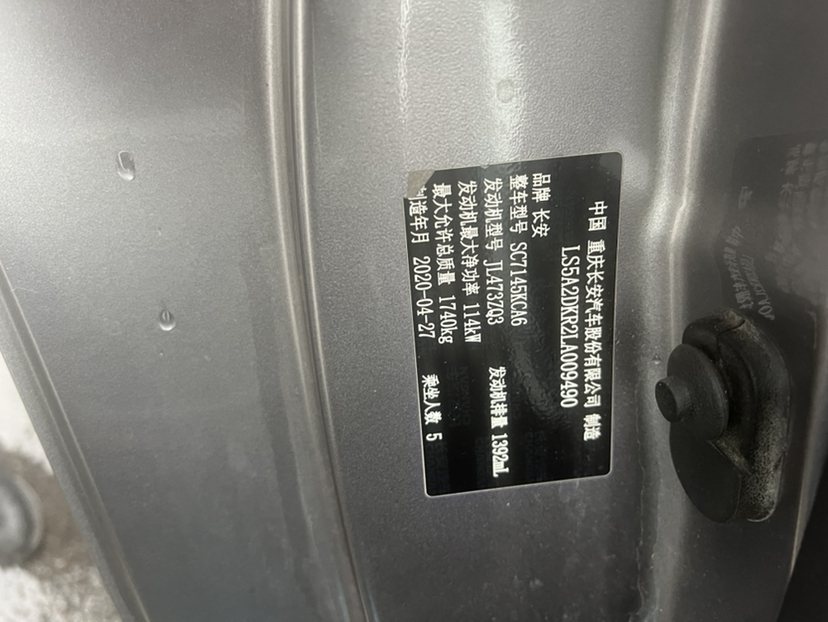 中国 重庆长安汽车股份有限公司 制造
LS5A2DKR2LA009490
品牌 长安
整车型号 SC7145KCA6
发动机型号 JL473ZQ3 发动机排量 1392mL
发动机最大净功率 114kW
最大允许总质量 1740kg
制造年月 2020-04-27 乘坐人数 5